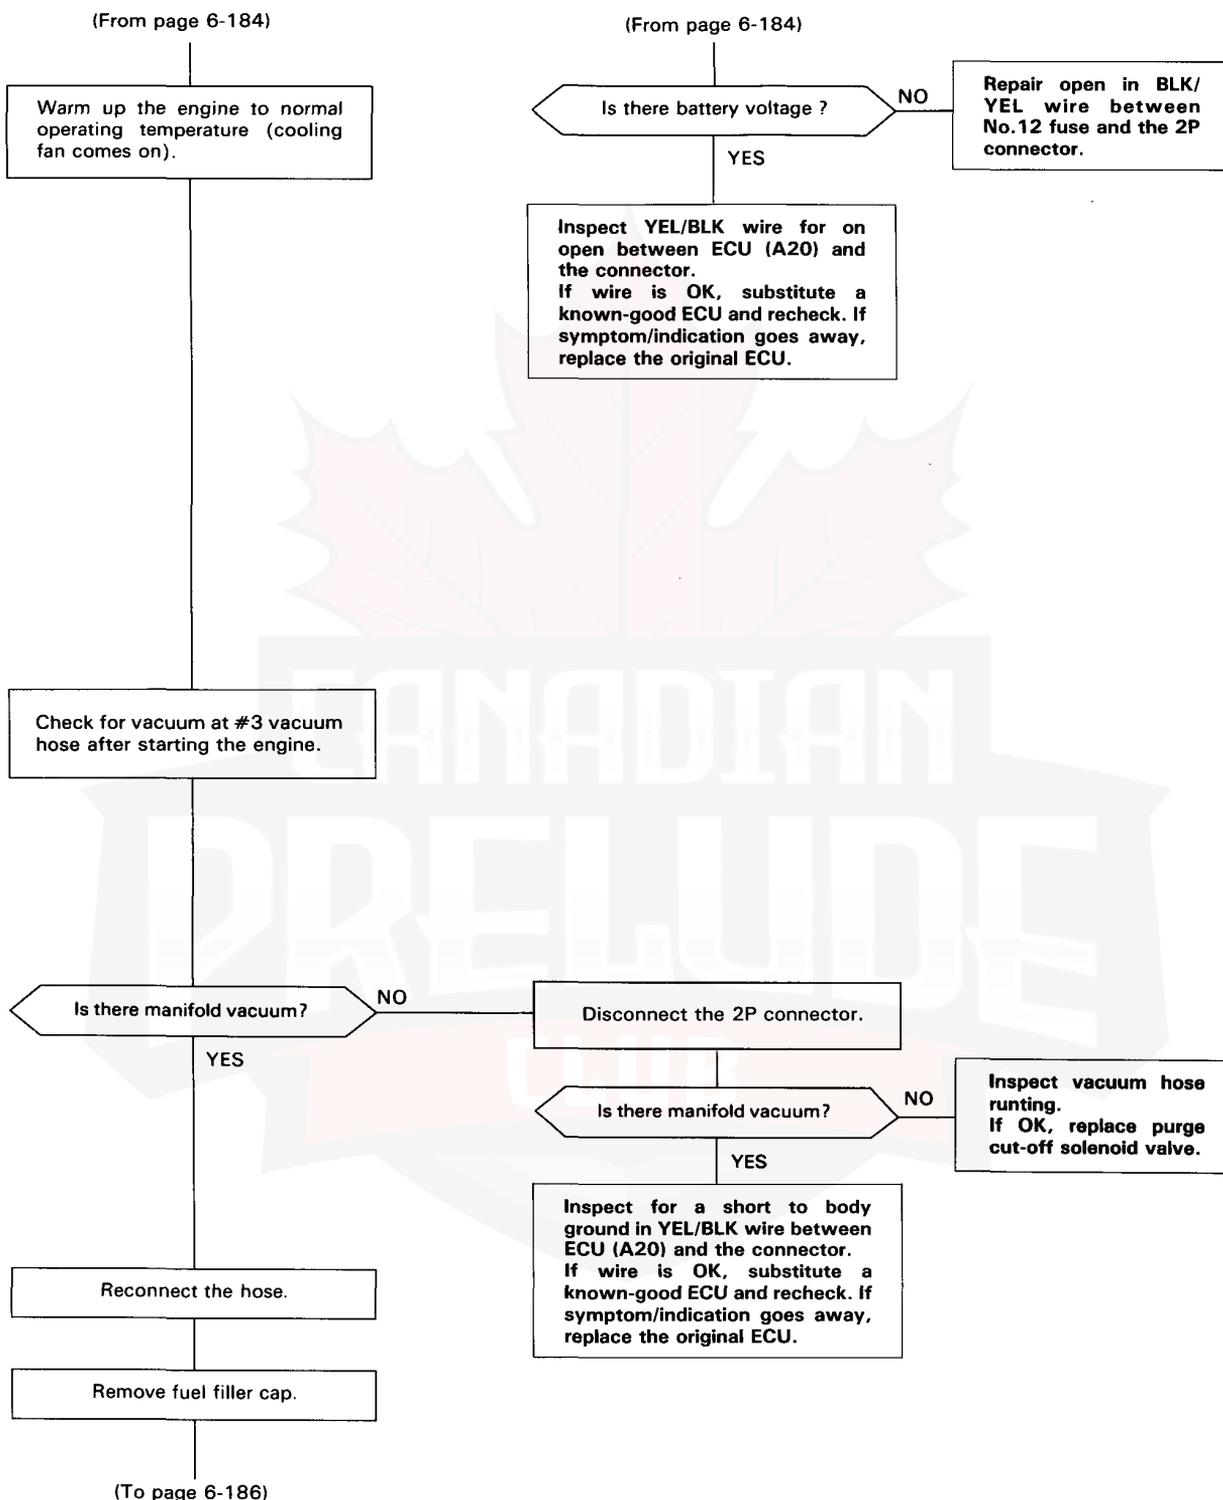 (From page 6-184)
Warm up the engine to normal
operating temperature (cooling
fan comes on).
Check for vacuum at #3 vacuum
hose after starting the engine.
Is there manifold vacuum?
NO
YES
Reconnect the hose.
Remove fuel filler cap.
(To page 6-186)
(From page 6-184)
Is there battery voltage ?
NO
YES
Repair open in BLK/
YEL wire between
No.12 fuse and the 2P
connector.
Inspect YEL/BLK wire for on
open between ECU (A20) and
the connector.
If wire is OK, substitute a
known-good ECU and recheck. If
symptom/indication goes away,
replace the original ECU.
Disconnect the 2P connector.
Is there manifold vacuum?
NO
YES
Inspect vacuum hose
runting.
If OK, replace purge
cut-off solenoid valve.
Inspect for a short to body
ground in YEL/BLK wire between
ECU (A20) and the connector.
If wire is OK, substitute a
known-good ECU and recheck. If
symptom/indication goes away,
replace the original ECU.
CANADIAN
PRELUDE
CLUB